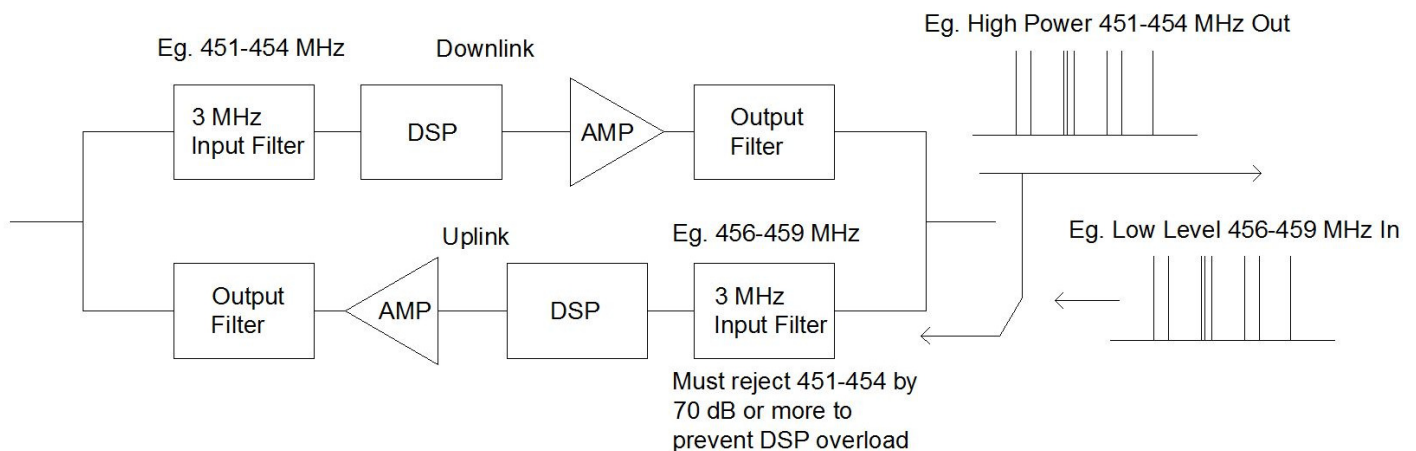 Eg. High Power 451-454 MHz Out
Eg. 451-454 MHz
Downlink
3 MHz
Input Filter
DSP
AMP
Output
Filter
Uplink
Eg. 456-459 MHz
Eg. Low Level 456-459 MHz In
Output
Filter
AMP
DSP
3 MHz
Input Filter
Must reject 451-454 by
70 dB or more to
prevent DSP overload